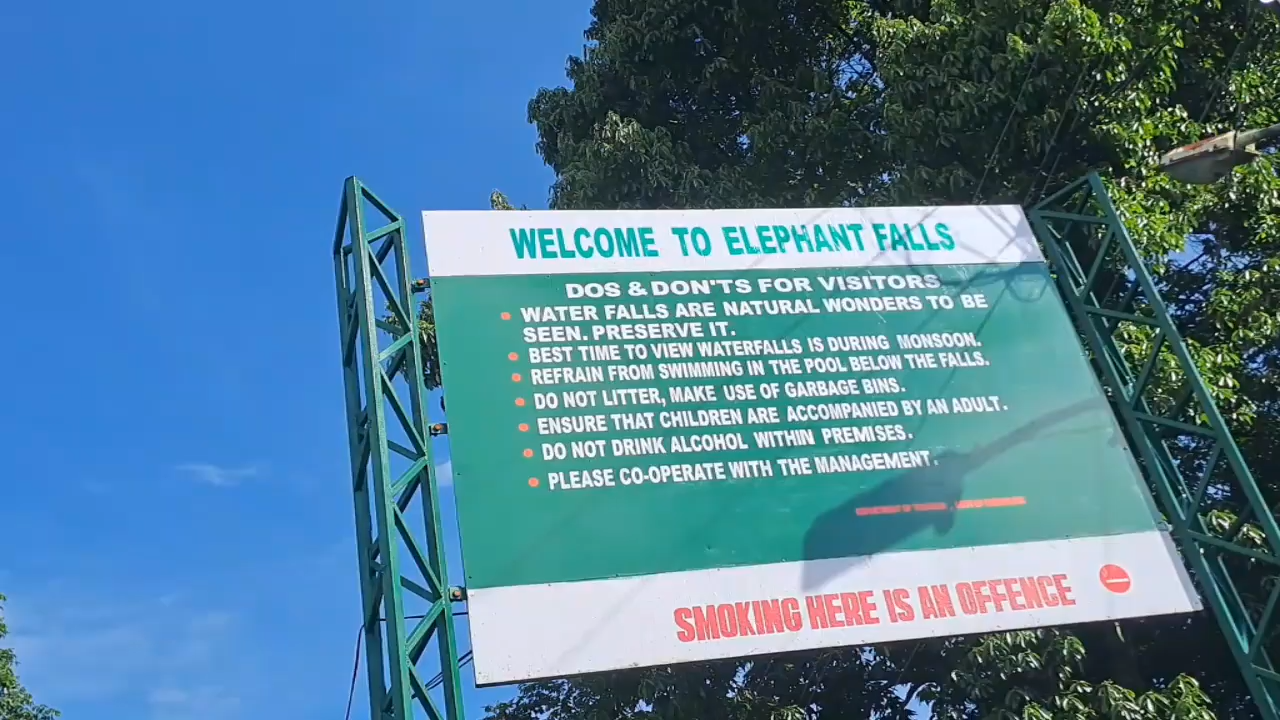 WELCOME TO ELEPHANT FALLS
DOS & DON'TS FOR VISITORS
WATER FALLS ARE NATURAL WONDERS TO BE
SEEN. PRESERVE IT.
BEST TIME TO VIEW WATERFALLS IS DURING MONSOON.
REFRAIN FROM SWIMMING IN THE POOL BELOW THE FALLS.
DO NOT LITTER, MAKE USE OF GARBAGE BINS.
ENSURE THAT CHILDREN ARE ACCOMPANIED BY AN ADULT.
DO NOT DRINK ALCOHOL WITHIN PREMISES.
PLEASE CO-OPERATE WITH THE MANAGEMENT.
SMOKING HERE IS AN OFFENCE